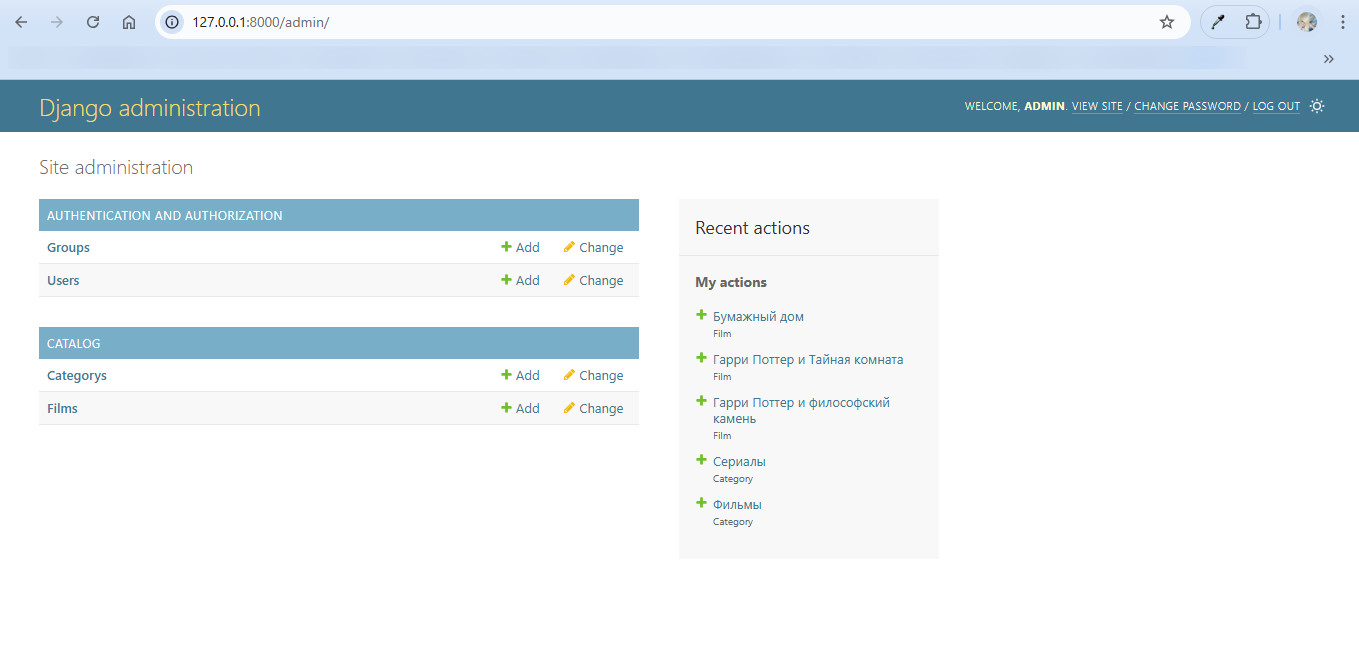 127.0.0.1:8000/admin/
Django administration
WELCOME, ADMIN. VIEW SITE / CHANGE PASSWORD / LOG OUT
Site administration
AUTHENTICATION AND AUTHORIZATION
Groups Add Change
Users Add Change
CATALOG
Categorys Add Change
Films Add Change
Recent actions
My actions
Бумажный дом
Film
Гарри Поттер и Тайная комната
Film
Гарри Поттер и философский
камень
Film
Сериалы
Category
Фильмы
Category